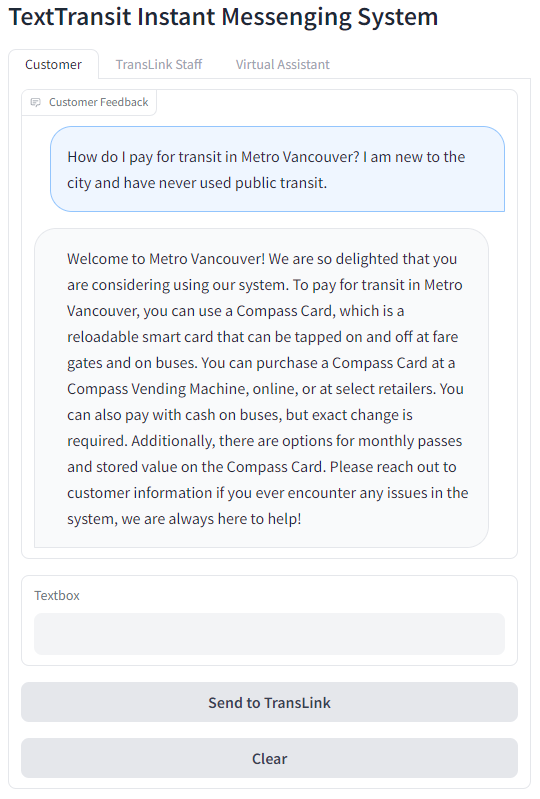 TextTransit Instant Messenging System
Customer
TransLink Staff
Virtual Assistant
Customer Feedback
How do I pay for transit in Metro Vancouver? I am new to the
city and have never used public transit.
Welcome to Metro Vancouver! We are so delighted that you
are considering using our system. To pay for transit in Metro
Vancouver, you can use a Compass Card, which is a
reloadable smart card that can be tapped on and off at fare
gates and on buses. You can purchase a Compass Card at a
Compass Vending Machine, online, or at select retailers. You
can also pay with cash on buses, but exact change is
required. Additionally, there are options for monthly passes
and stored value on the Compass Card. Please reach out to
customer information if you ever encounter any issues in the
system, we are always here to help!
Textbox
Send to TransLink
Clear